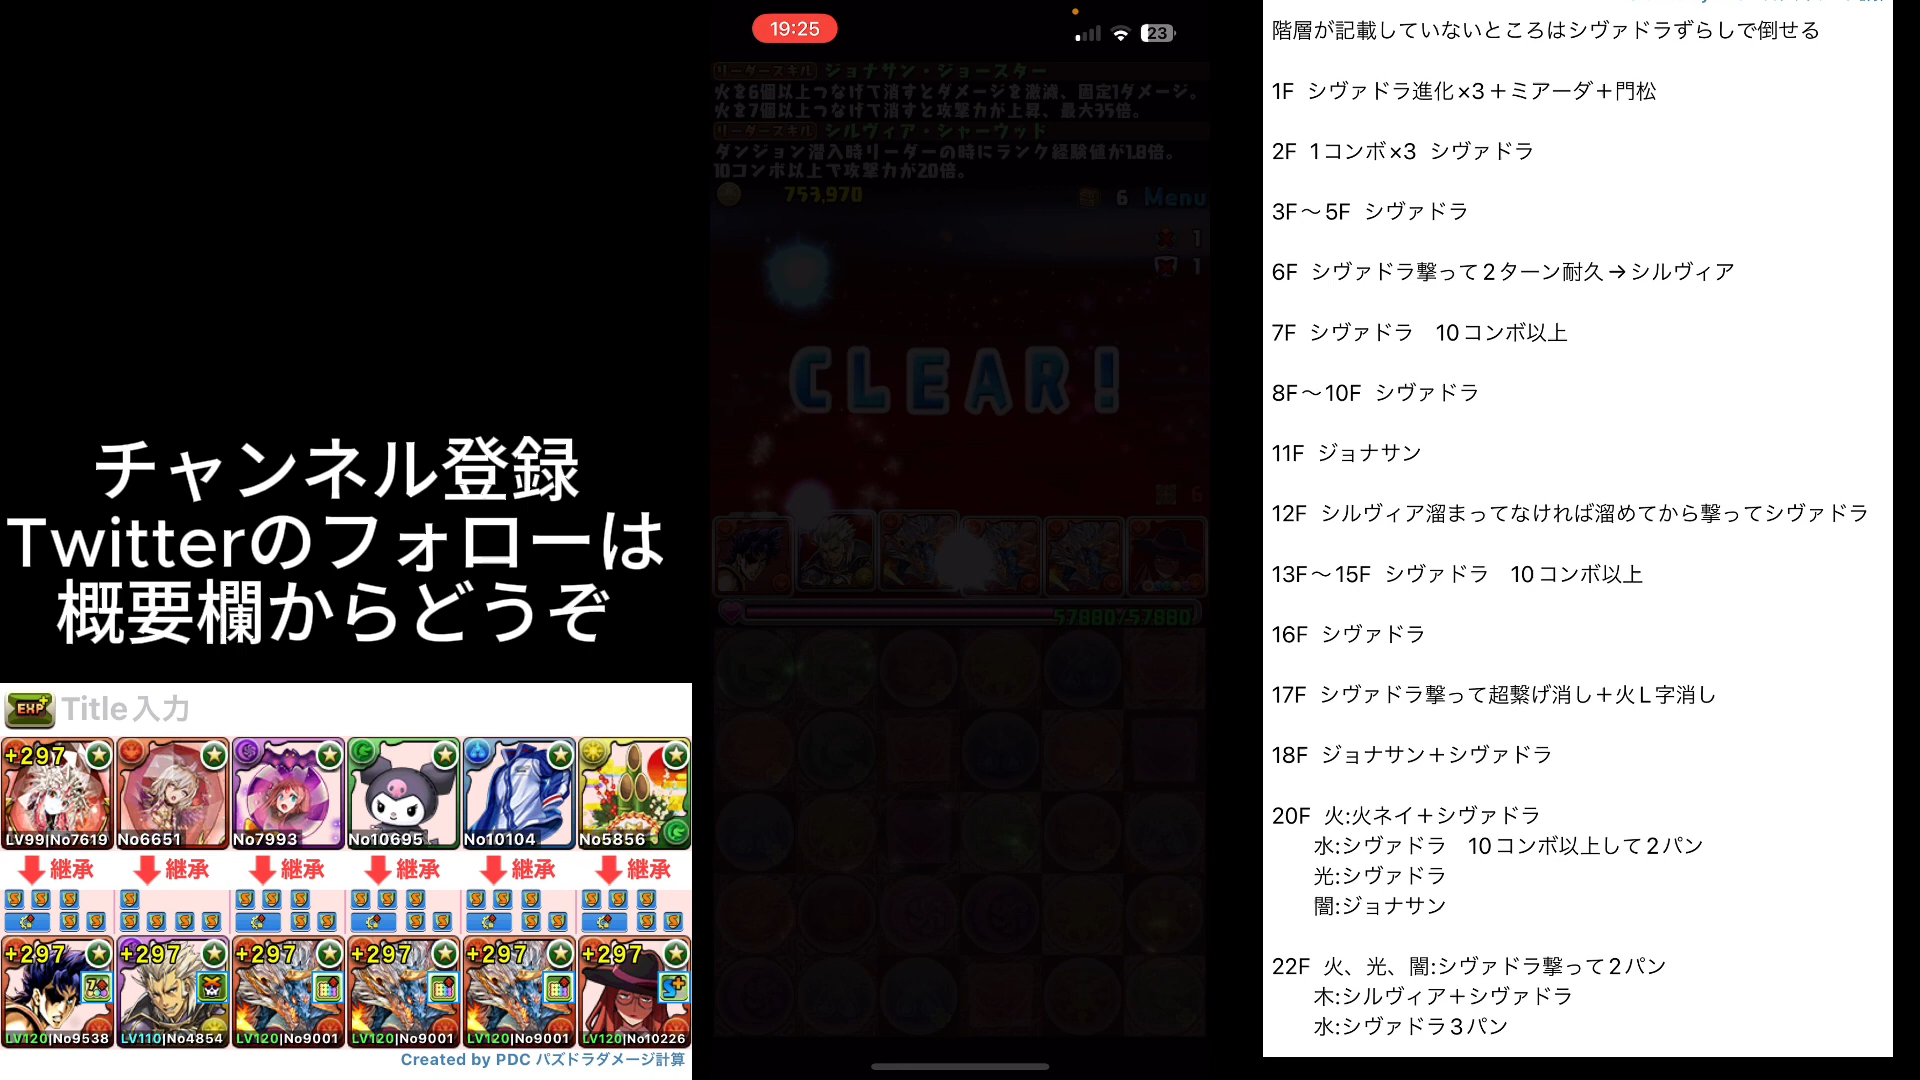 チャンネル登録
Twitterのフォローは
概要欄からどうぞ
EXP+ Title入力
+297
LV99|No7619
No6651
No7993
No10695
No10104
No5856
継承 継承 継承 継承 継承 継承
+297 +297 +297 +297 +297 +297
LV120|No9538
LV110|No4854
LV120|No9001
LV120|No9001
LV120|No9001
LV120|No10226
Created by PDC パズドラダメージ計算
19:25
23
リーダースキル ジョナサン・ジョースター
火を6個以上つなげて消すとダメージを激減、固定1ダメージ。
火を7個以上つなげて消すと攻撃力が上昇、最大35倍。
リーダースキル シルヴィア・シャーウッド
ダンジョン潜入時リーダーの時にランク経験値が1.8倍。
10コンボ以上で攻撃力が20倍。
753,970
6 Menu
1
1
CLEAR!
6
57880/57880
階層が記載していないところはシヴァドラずらしで倒せる
1F シヴァドラ進化×3＋ミアーダ＋門松
2F 1コンボ×3 シヴァドラ
3F〜5F シヴァドラ
6F シヴァドラ撃って2ターン耐久→シルヴィア
7F シヴァドラ　10コンボ以上
8F〜10F シヴァドラ
11F ジョナサン
12F シルヴィア溜まってなければ溜めてから撃ってシヴァドラ
13F〜15F シヴァドラ　10コンボ以上
16F シヴァドラ
17F シヴァドラ撃って超繋げ消し＋火L字消し
18F ジョナサン＋シヴァドラ
20F 火:火ネイ＋シヴァドラ
水:シヴァドラ　10コンボ以上して2パン
光:シヴァドラ
闇:ジョナサン
22F 火、光、闇:シヴァドラ撃って2パン
木:シルヴィア＋シヴァドラ
水:シヴァドラ3パン